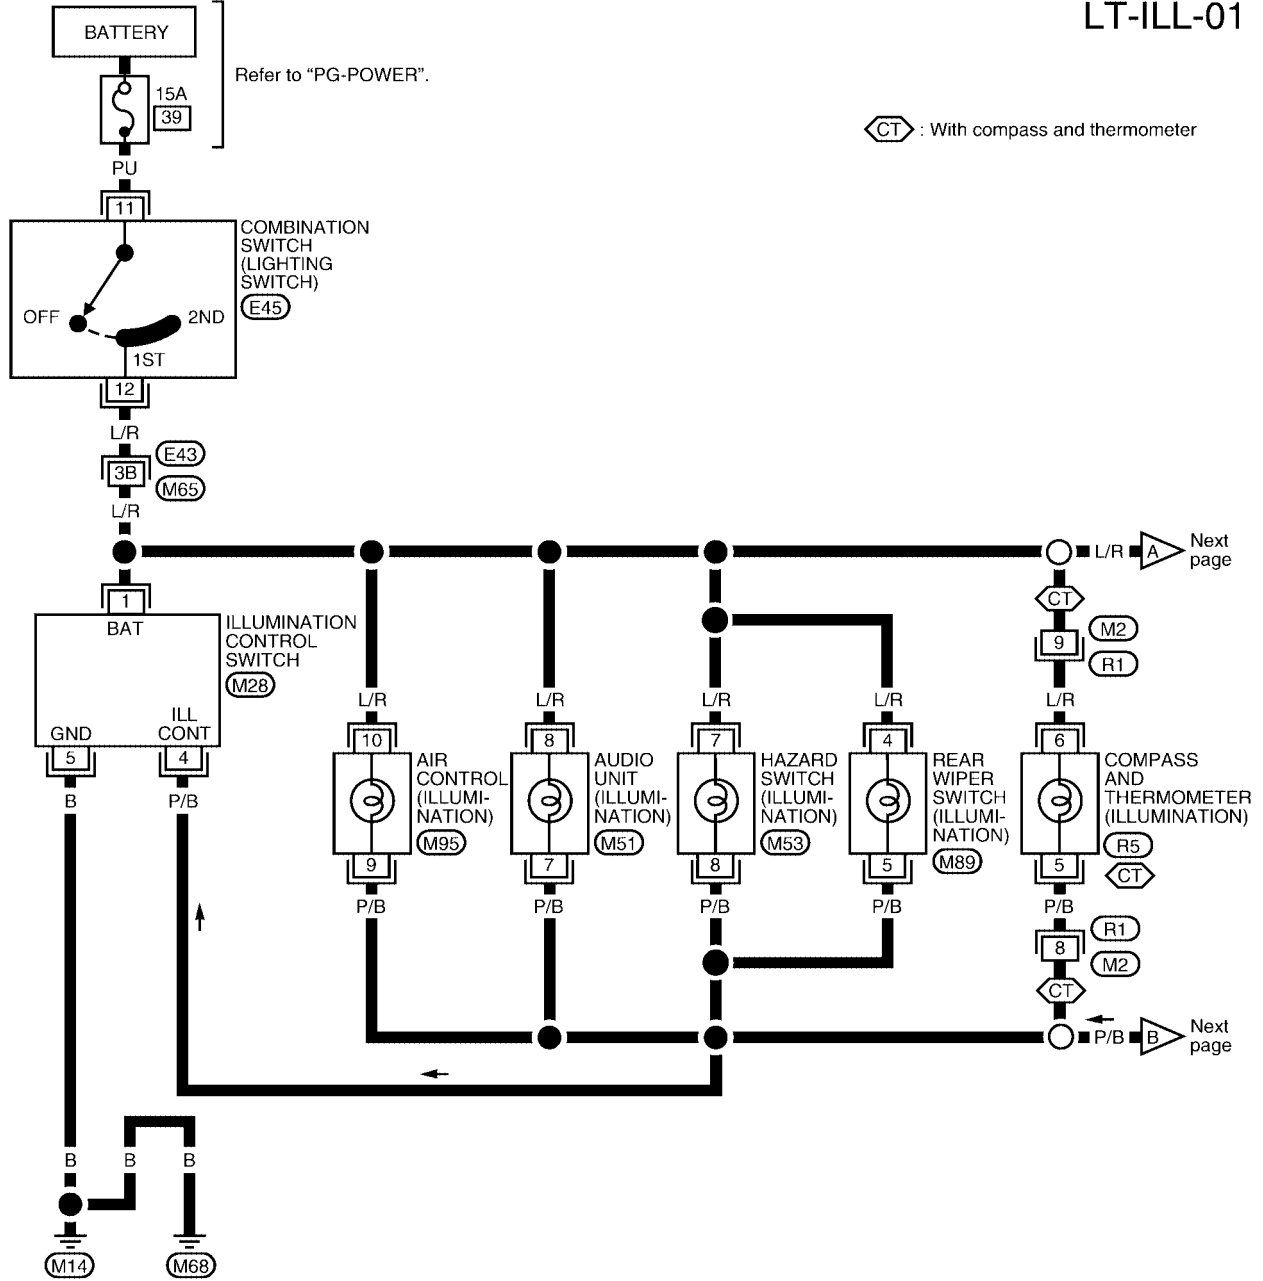 LT-ILL-01
BATTERY
Refer to “PG-POWER”.
15A
39
CT : With compass and thermometer
PU
11
COMBINATION
SWITCH
(LIGHTING
SWITCH)
E45
OFF
2ND
1ST
12
L/R
E43
3B
M65
L/R
L/R
A
Next
page
1
BAT
ILLUMINATION
CONTROL
SWITCH
M28
GND
ILL
CONT
5
4
B
P/B
CT
9
M2
R1
L/R
L/R
L/R
L/R
L/R
10
AIR
CONTROL
(ILLUMI-
NATION)
M95
9
P/B
8
AUDIO
UNIT
(ILLUMI-
NATION)
M51
7
P/B
7
HAZARD
SWITCH
(ILLUMI-
NATION)
M53
8
P/B
4
REAR
WIPER
SWITCH
(ILLUMI-
NATION)
M89
5
P/B
6
COMPASS
AND
THERMOMETER
(ILLUMINATION)
R5
CT
5
P/B
R1
8
M2
CT
P/B
B
Next
page
B
B
B
M14
M68